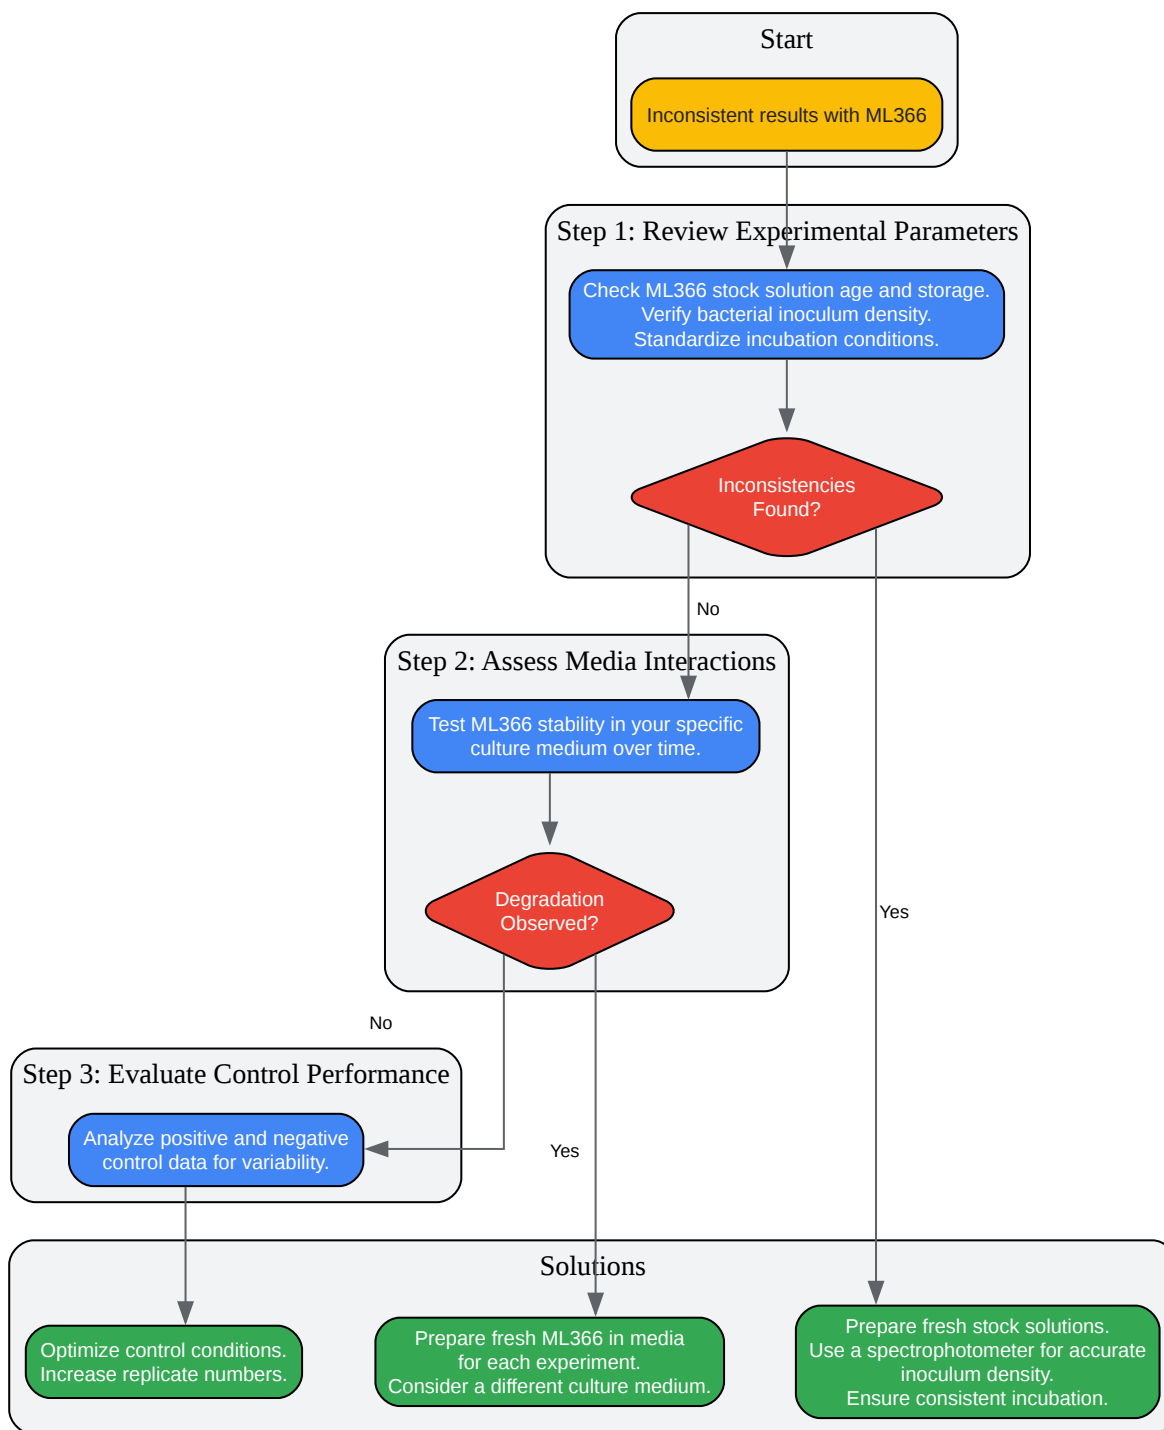 Start
Inconsistent results with ML366
Step 1: Review Experimental Parameters
Check ML366 stock solution age and storage.
Verify bacterial inoculum density.
Standardize incubation conditions.
Inconsistencies
Found?
No
Step 2: Assess Media Interactions
Test ML366 stability in your specific
culture medium over time.
Degradation
Observed?
Yes
No
Step 3: Evaluate Control Performance
Analyze positive and negative
control data for variability.
Yes
Solutions
Optimize control conditions.
Increase replicate numbers.
Prepare fresh ML366 in media
for each experiment.
Consider a different culture medium.
Prepare fresh stock solutions.
Use a spectrophotometer for accurate
inoculum density.
Ensure consistent incubation.